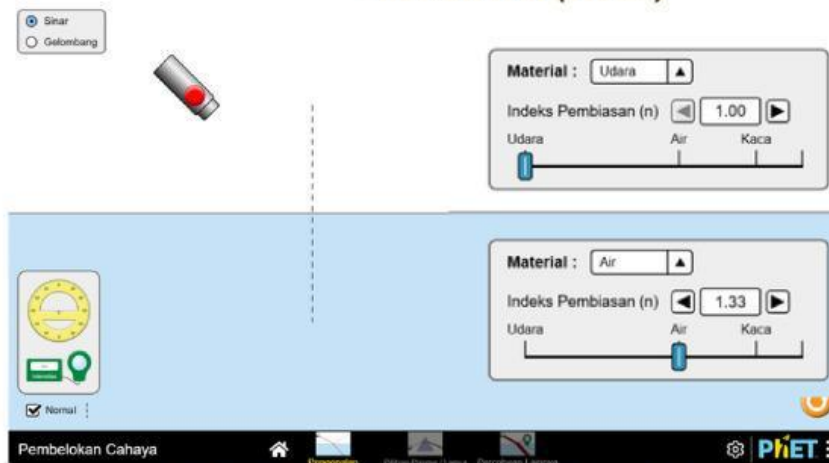 Sinar
Gelombang
Material : Udara
Indeks Pembiasan (n) 1.00
Udara Air Kaca
Material : Air
Indeks Pembiasan (n) 1.33
Udara Air Kaca
Normal
Pembelokan Cahaya
Pengenalan
PhET